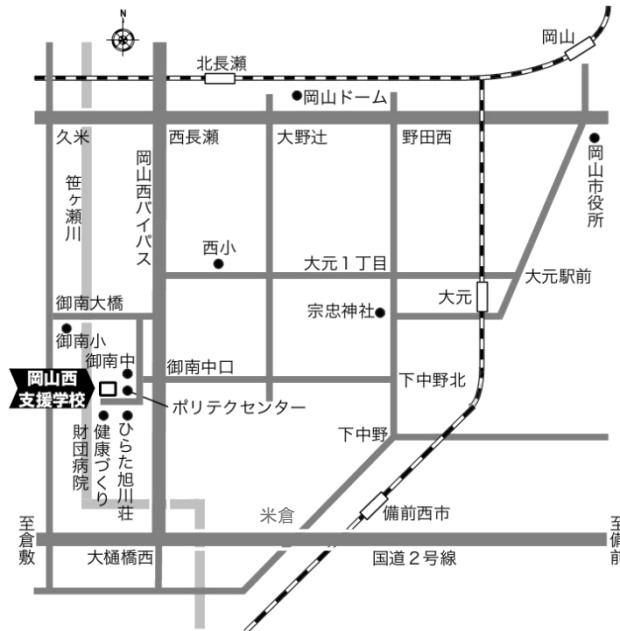 N
岡山
北長瀬
岡山ドーム
久米
西長瀬
大野辻
野田西
岡山西バイパス
笹ヶ瀬川
岡山市役所
西小
大元１丁目
大元駅前
大元
御南大橋
宗忠神社
御南小
御南中
御南中口
下中野北
岡山西
支援学校
ポリテクセンター
下中野
ひらた旭川荘
健康づくり
財団病院
米倉
備前西市
至倉敷
至備前
大樋橋西
国道２号線